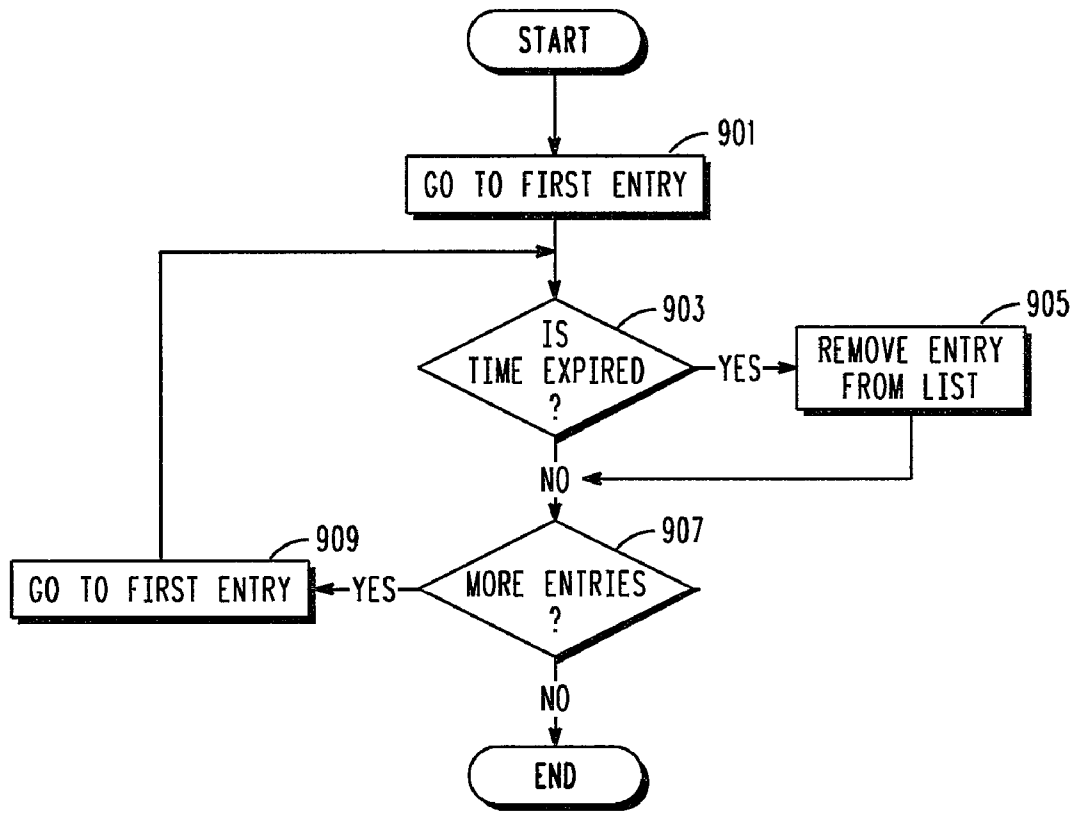 START
901
GO TO FIRST ENTRY
903
IS
TIME EXPIRED
?
YES
905
REMOVE ENTRY
FROM LIST
NO
907
MORE ENTRIES
?
YES
909
GO TO FIRST ENTRY
NO
END